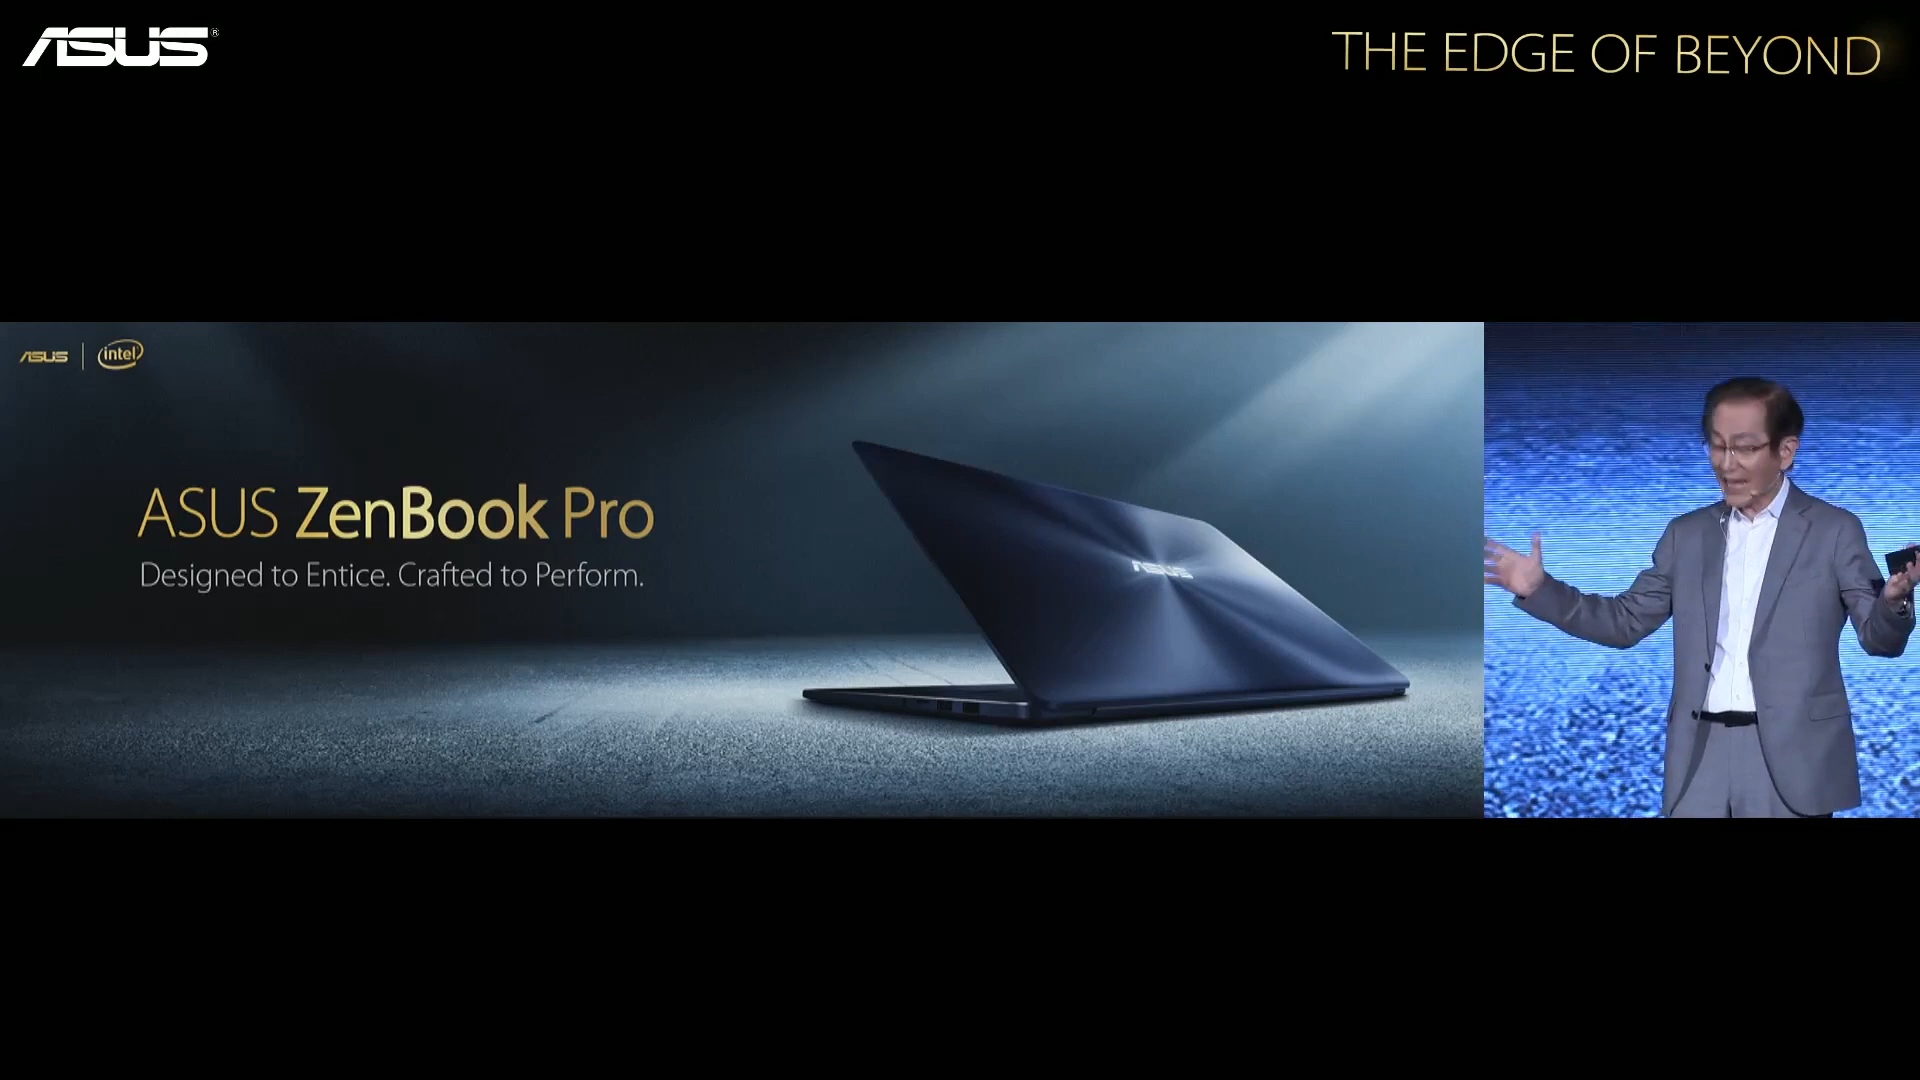 ASUS®
THE EDGE OF BEYOND
ASUS | intel
ASUS ZenBook Pro
Designed to Entice. Crafted to Perform.
ASUS